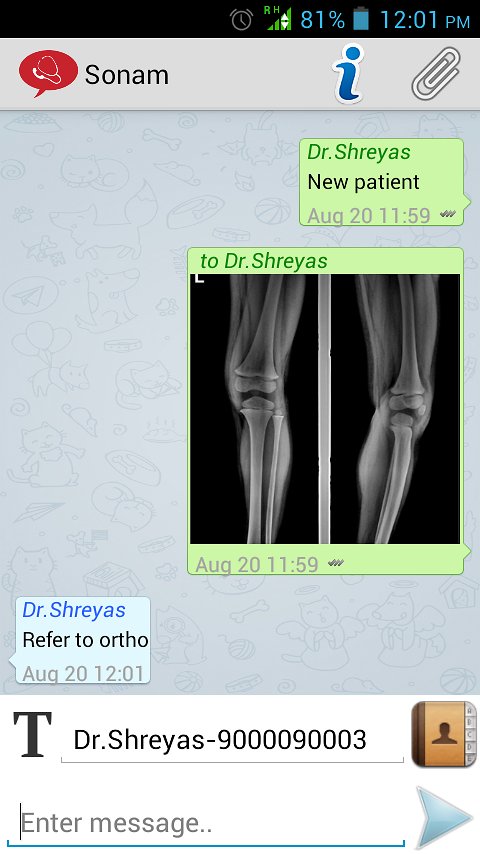 R H
81%
12:01 PM
Sonam
Dr.Shreyas
New patient
Aug 20 11:59
to Dr.Shreyas
L
Aug 20 11:59
Dr.Shreyas
Refer to ortho
Aug 20 12:01
T
Dr.Shreyas-9000090003
A
B
C
D
E
Enter message..